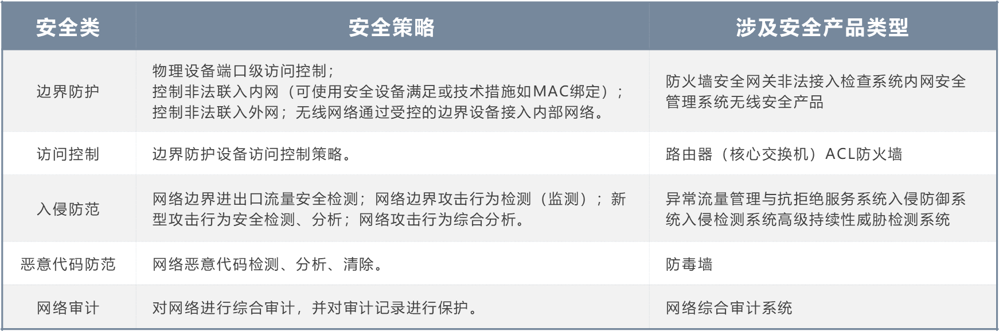 安全类
安全策略
涉及安全产品类型
边界防护
物理设备端口级访问控制；
控制非法联入内网（可使用安全设备满足或技术措施如MAC绑定）；
控制非法联入外网；无线网络通过受控的边界设备接入内部网络。
防火墙安全网关非法接入检查系统内网安全
管理系统无线安全产品
访问控制
边界防护设备访问控制策略。
路由器（核心交换机）ACL防火墙
入侵防范
网络边界进出口流量安全检测；网络边界攻击行为检测（监测）；新
型攻击行为安全检测、分析；网络攻击行为综合分析。
异常流量管理与抗拒绝服务系统入侵防御系
统入侵检测系统高级持续性威胁检测系统
恶意代码防范
网络恶意代码检测、分析、清除。
防毒墙
网络审计
对网络进行综合审计，并对审计记录进行保护。
网络综合审计系统